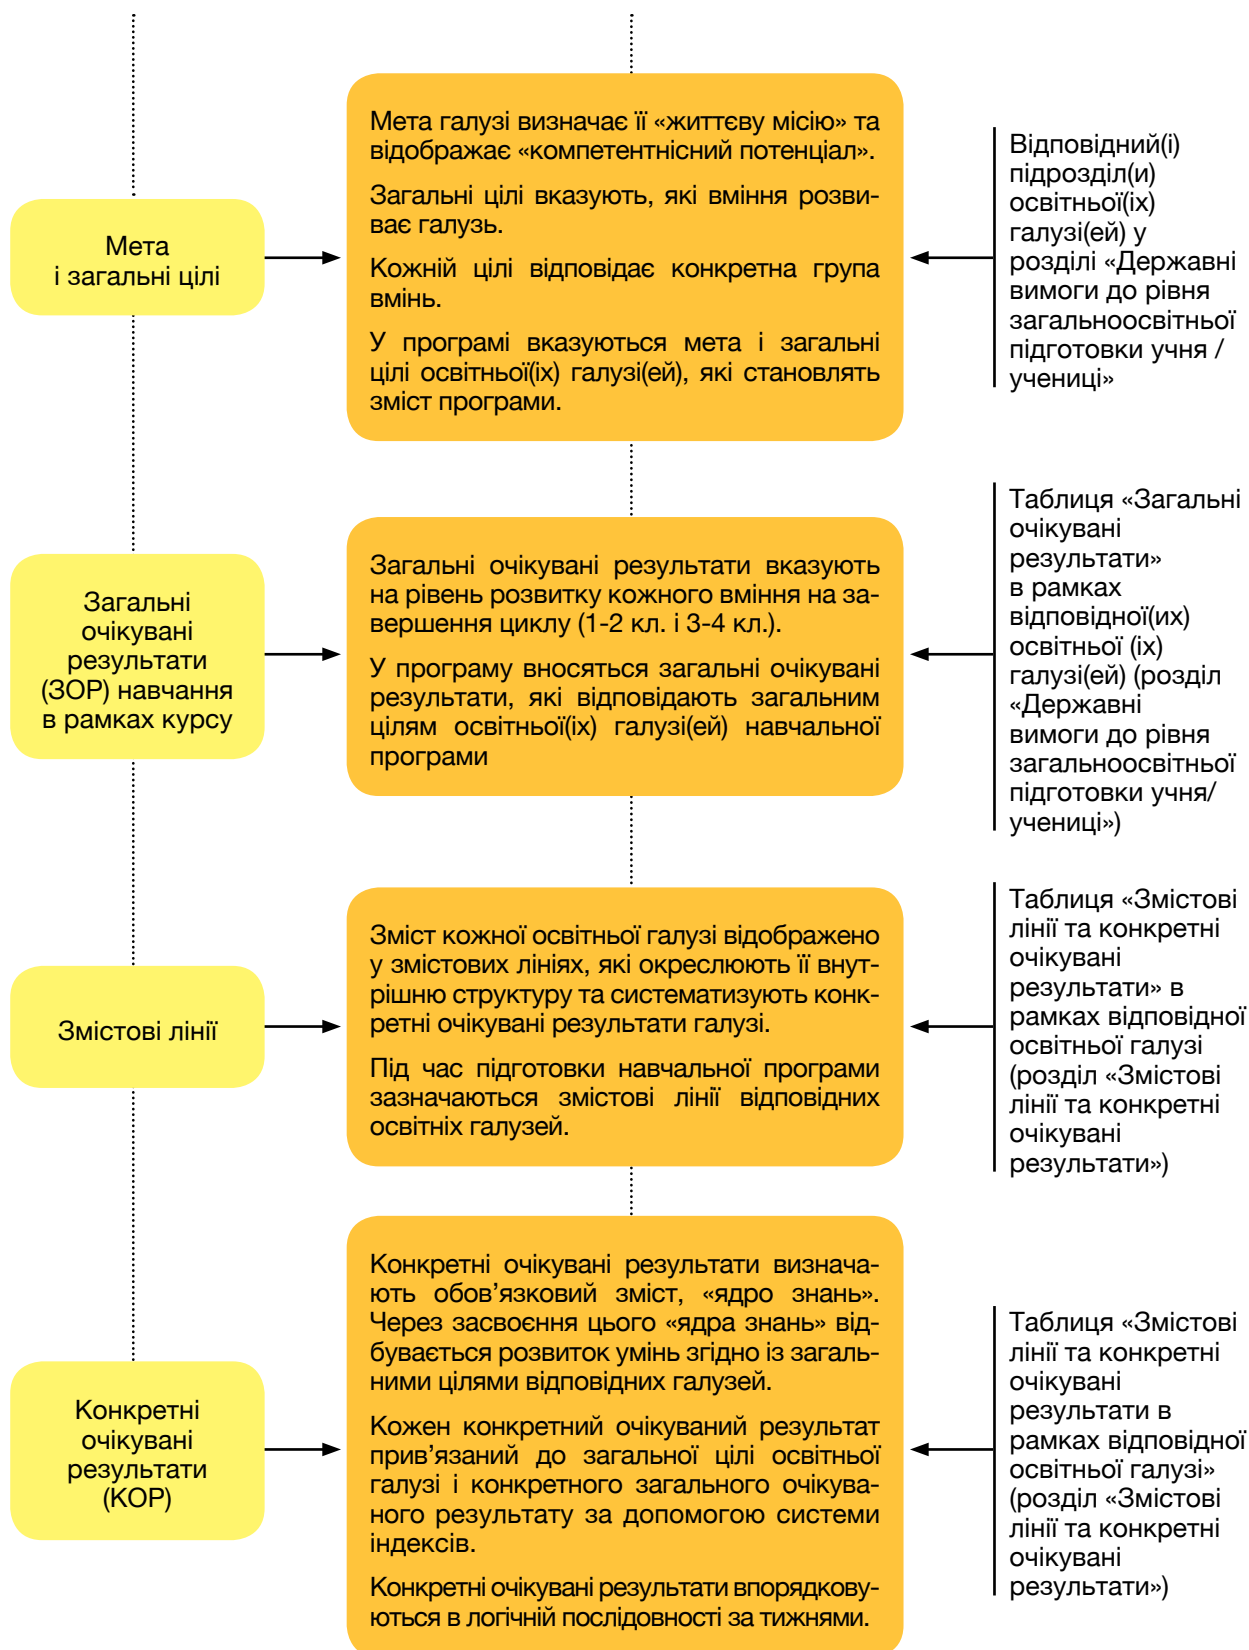 Мета
і загальні цілі
Мета галузі визначає її «життєву місію» та
відображає «компетентнісний потенціал».
Загальні цілі вказують, які вміння розви-
ває галузь.
Кожній цілі відповідає конкретна група
вмінь.
У програмі вказуються мета і загальні
цілі освітньої(іх) галузі(ей), які становлять
зміст програми.
Відповідний(і)
підрозділ(и)
освітньої(іх)
галузі(ей) у
розділі «Державні
вимоги до рівня
загальноосвітньої
підготовки учня /
учениці»
Загальні
очікувані
результати
(ЗОР) навчання
в рамках курсу
Загальні очікувані результати вказують
на рівень розвитку кожного вміння на за-
вершення циклу (1-2 кл. і 3-4 кл.).
У програму вносяться загальні очікувані
результати, які відповідають загальним
цілям освітньої(іх) галузі(ей) навчальної
програми
Таблиця «Загальні
очікувані
результати»
в рамках
відповідної(их)
освітньої (іх)
галузі(ей) (розділ
«Державні
вимоги до рівня
загальноосвітньої
підготовки учня/
учениці»)
Змістові лінії
Зміст кожної освітньої галузі відображено
у змістових лініях, які окреслюють її внут-
рішню структуру та систематизують конк-
ретні очікувані результати галузі.
Під час підготовки навчальної програми
зазначаються змістові лінії відповідних
освітніх галузей.
Таблиця «Змістові
лінії та конкретні
очікувані
результати» в
рамках відповідної
освітньої галузі
(розділ «Змістові
лінії та конкретні
очікувані
результати»)
Конкретні
очікувані
результати
(КОР)
Конкретні очікувані результати визнача-
ють обов’язковий зміст, «ядро знань».
Через засвоєння цього «ядра знань» від-
бувається розвиток умінь згідно із загаль-
ними цілями відповідних галузей.
Кожен конкретний очікуваний результат
прив’язаний до загальної цілі освітньої
галузі і конкретного загального очікува-
ного результату за допомогою системи
індексів.
Конкретні очікувані результати впорядкову-
ються в логічній послідовності за тижнями.
Таблиця «Змістові
лінії та конкретні
очікувані
результати в
рамках відповідної
освітньої галузі»
(розділ «Змістові
лінії та конкретні
очікувані
результати»)